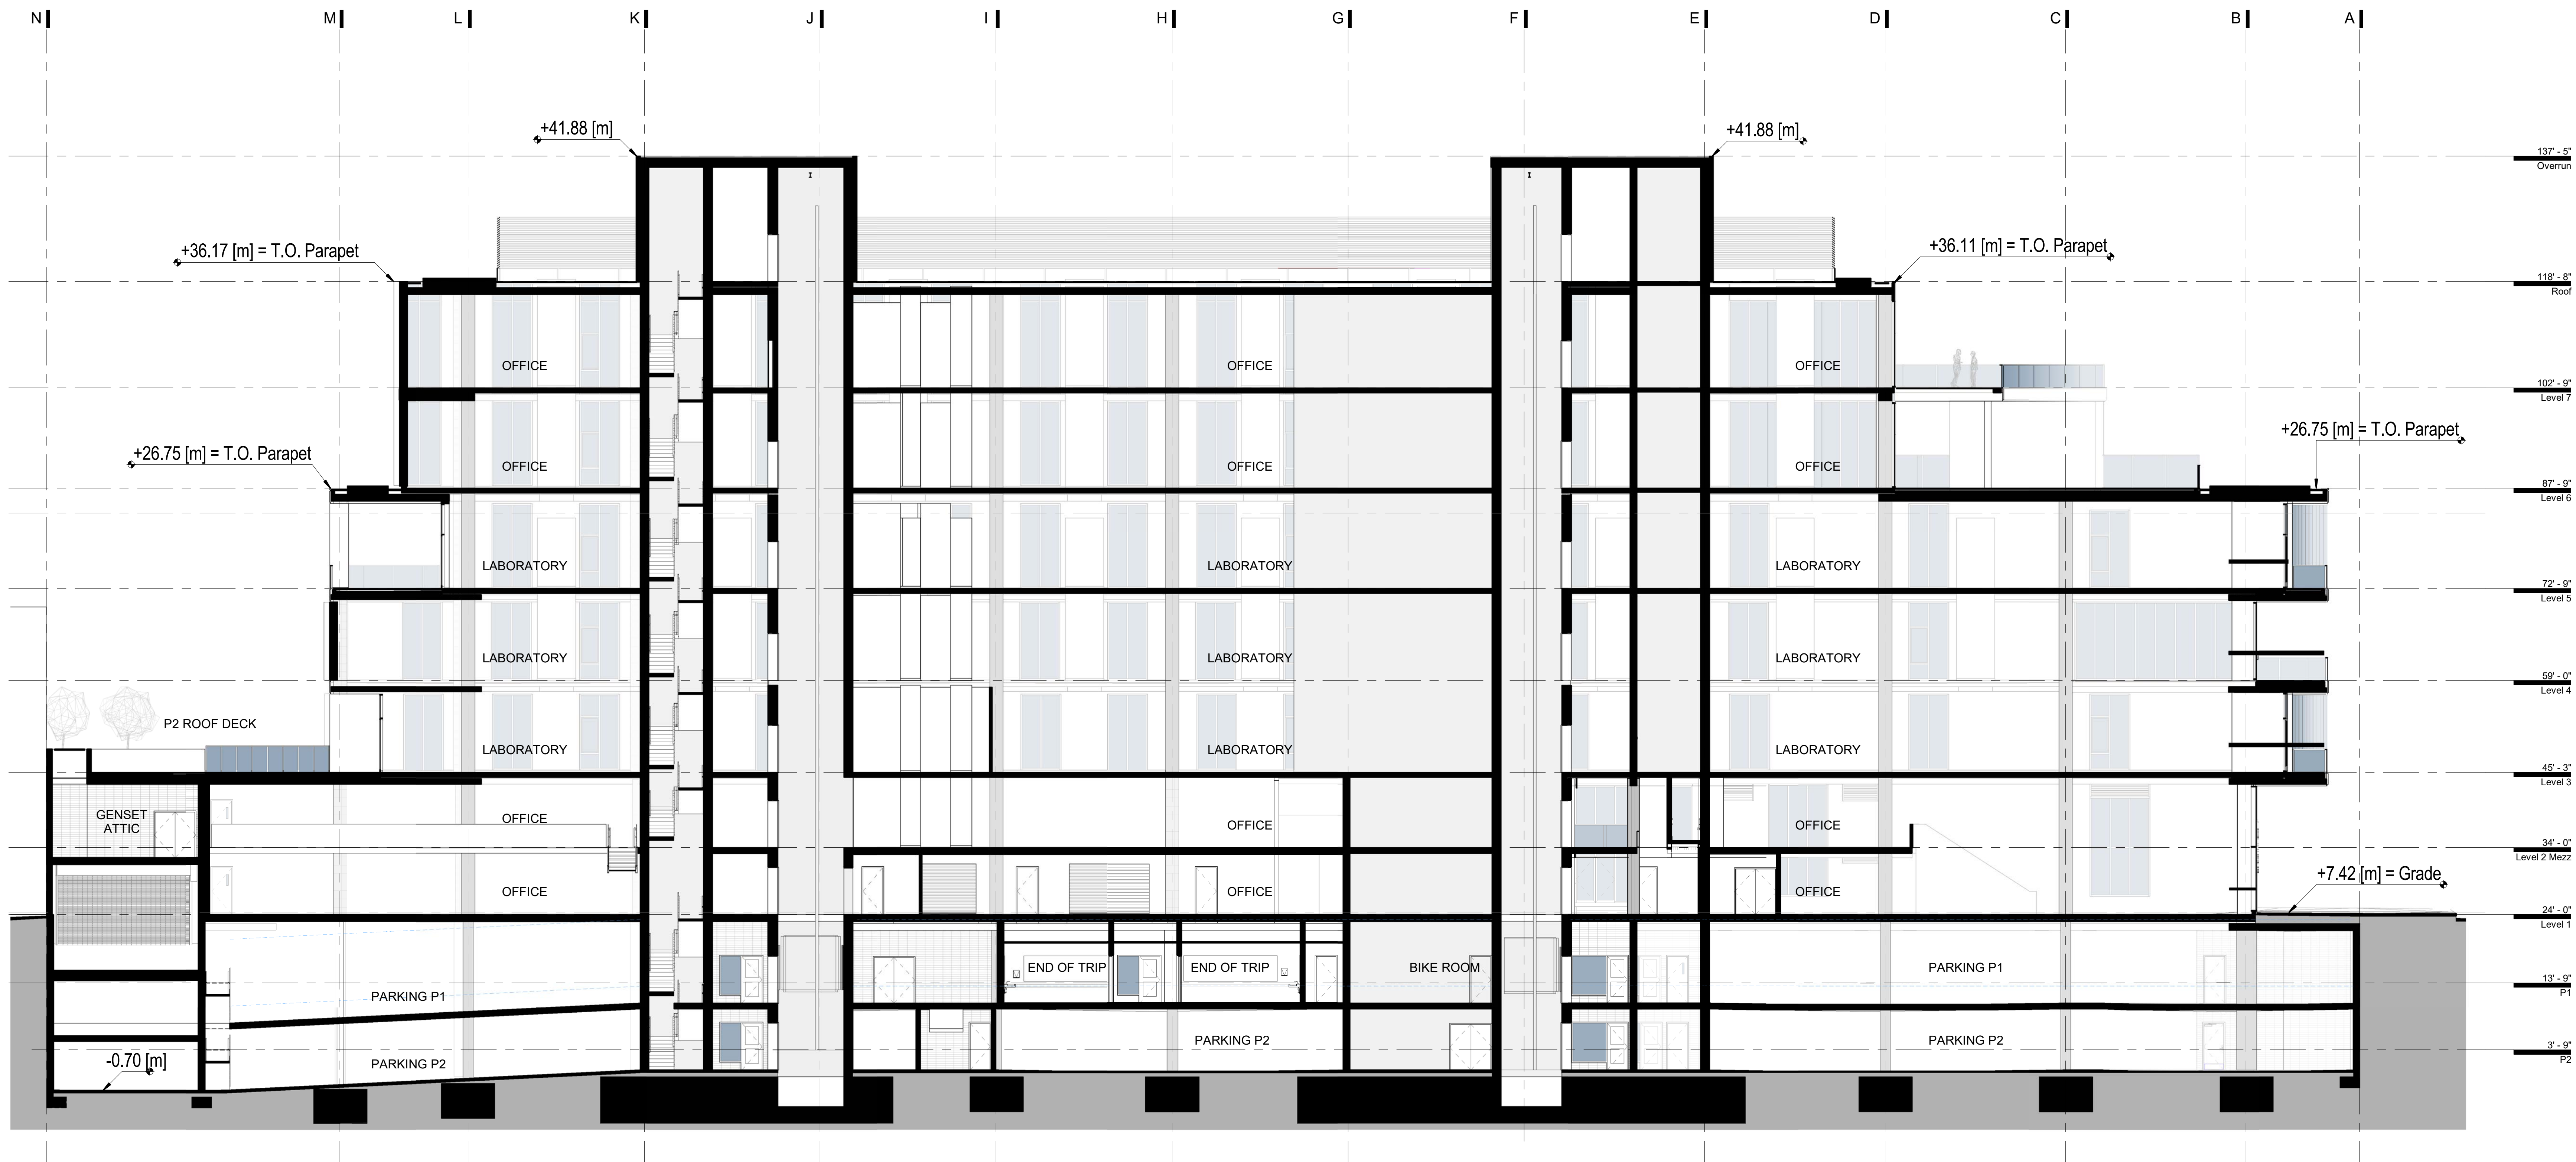 N M L K J I H G F E D C B A
+41.88 [m] +41.88 [m]
137' - 5"
Overrun
+36.17 [m] = T.O. Parapet +36.11 [m] = T.O. Parapet
118' - 8"
Roof
OFFICE OFFICE OFFICE
102' - 9"
Level 7
+26.75 [m] = T.O. Parapet +26.75 [m] = T.O. Parapet
OFFICE OFFICE OFFICE
87' - 9"
Level 6
LABORATORY LABORATORY LABORATORY
72' - 9"
Level 5
LABORATORY LABORATORY LABORATORY
59' - 0"
Level 4
P2 ROOF DECK
LABORATORY LABORATORY LABORATORY
45' - 3"
Level 3
GENSET
ATTIC
OFFICE OFFICE OFFICE
34' - 0"
Level 2 Mezz
+7.42 [m] = Grade
OFFICE OFFICE OFFICE
24' - 0"
Level 1
END OF TRIP END OF TRIP BIKE ROOM PARKING P1
13' - 9"
P1
PARKING P1
PARKING P2 PARKING P2
3' - 9"
P2
-0.70 [m]
PARKING P2